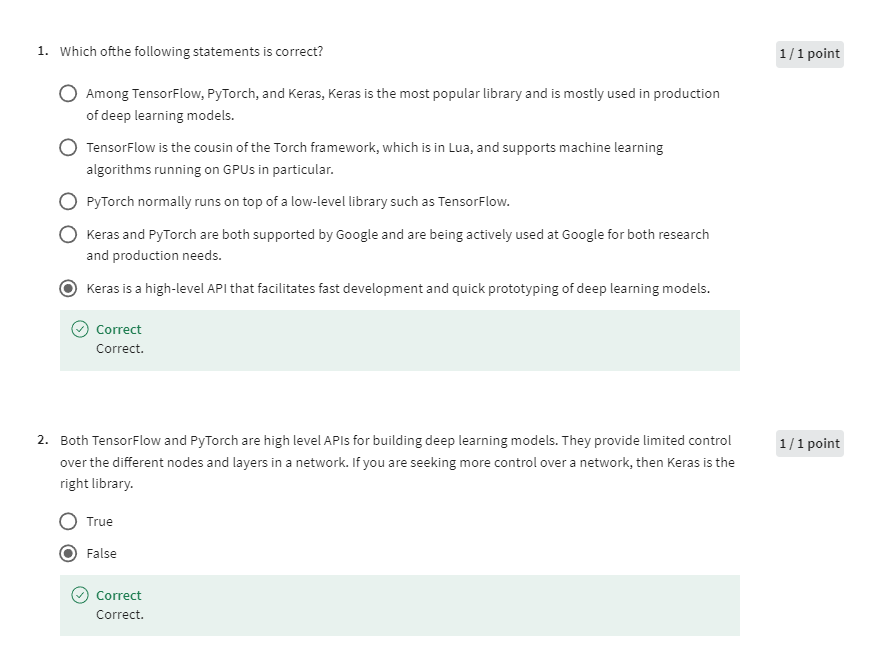 1. Which ofthe following statements is correct?
1 / 1 point
Among TensorFlow, PyTorch, and Keras, Keras is the most popular library and is mostly used in production
of deep learning models.
TensorFlow is the cousin of the Torch framework, which is in Lua, and supports machine learning
algorithms running on GPUs in particular.
PyTorch normally runs on top of a low-level library such as TensorFlow.
Keras and PyTorch are both supported by Google and are being actively used at Google for both research
and production needs.
Keras is a high-level API that facilitates fast development and quick prototyping of deep learning models.
Correct
Correct.
2. Both TensorFlow and PyTorch are high level APIs for building deep learning models. They provide limited control
1 / 1 point
over the different nodes and layers in a network. If you are seeking more control over a network, then Keras is the
right library.
True
False
Correct
Correct.